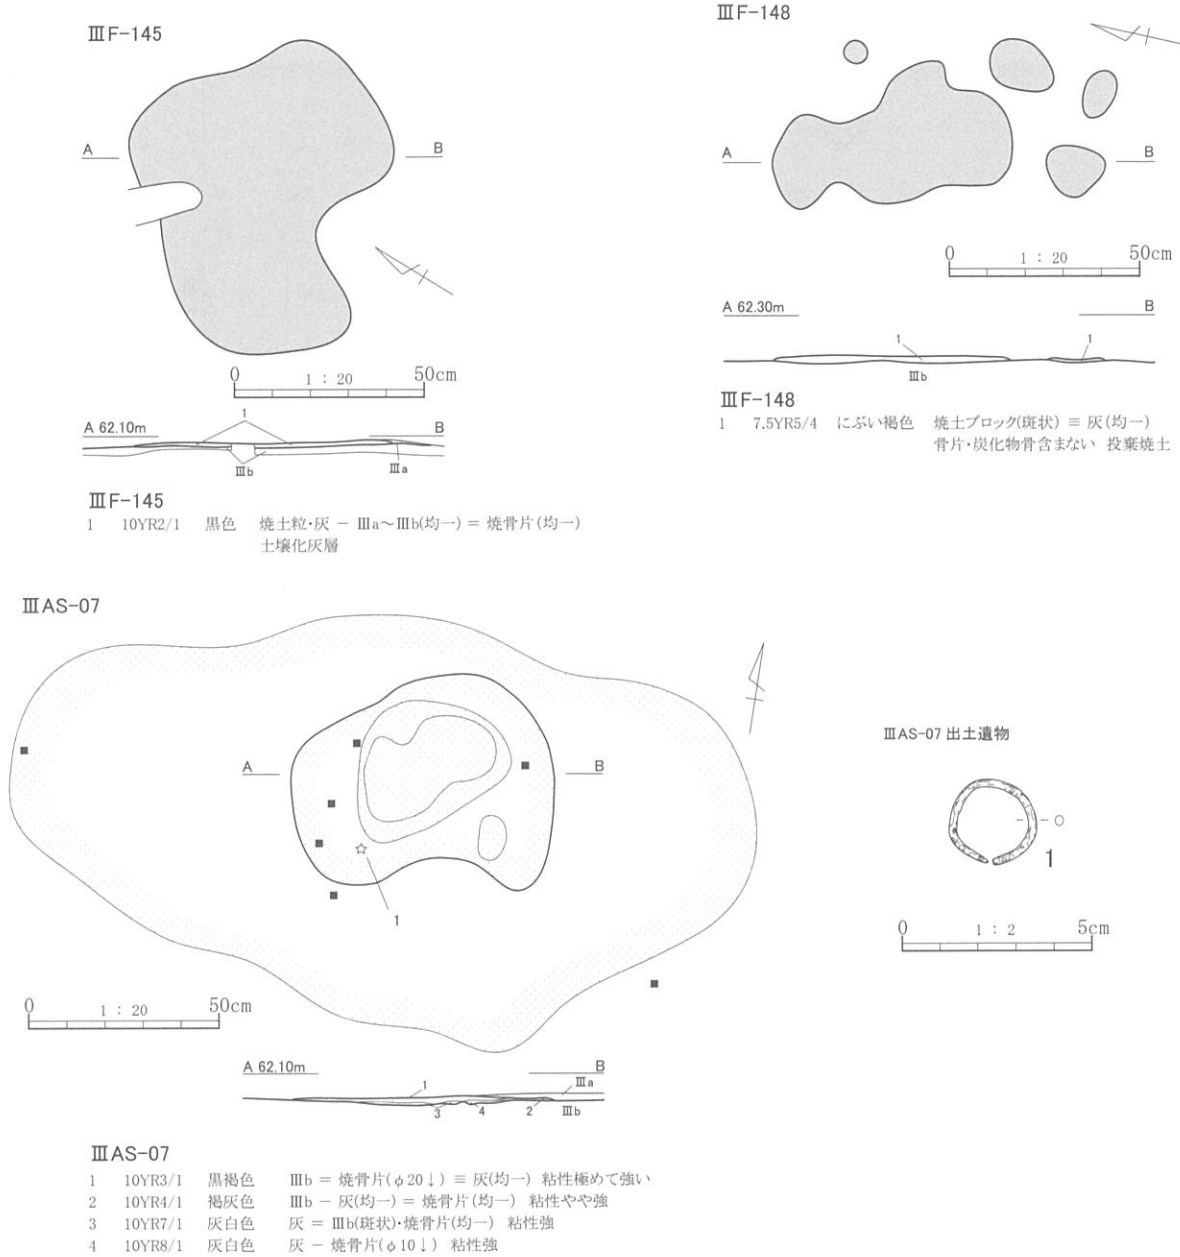 ⅢF-145
A
B
0 1 : 20 50cm
A 62.10m
B
1
Ⅲb
Ⅲa
ⅢF-145
1 10YR2/1 黒色 焼土粒・灰 − Ⅲa〜Ⅲb(均一) = 焼骨片(均一)
土壌化灰層
ⅢF-148
A
B
0 1 : 20 50cm
A 62.30m
B
1
1
Ⅲb
ⅢF-148
1 7.5YR5/4 にぶい褐色 焼土ブロック(斑状) ≡ 灰(均一)
骨片・炭化物骨含まない 投棄焼土
ⅢAS-07
A
B
1
0 1 : 20 50cm
A 62.10m
B
Ⅲa
1
3
4
2
Ⅲb
ⅢAS-07 出土遺物
1
0 1 : 2 5cm
ⅢAS-07
1 10YR3/1 黒褐色 Ⅲb = 焼骨片(φ20↓) ≡ 灰(均一) 粘性極めて強い
2 10YR4/1 褐灰色 Ⅲb − 灰(均一) = 焼骨片(均一) 粘性やや強
3 10YR7/1 灰白色 灰 = Ⅲb(斑状)・焼骨片(均一) 粘性強
4 10YR8/1 灰白色 灰 − 焼骨片(φ10↓) 粘性強